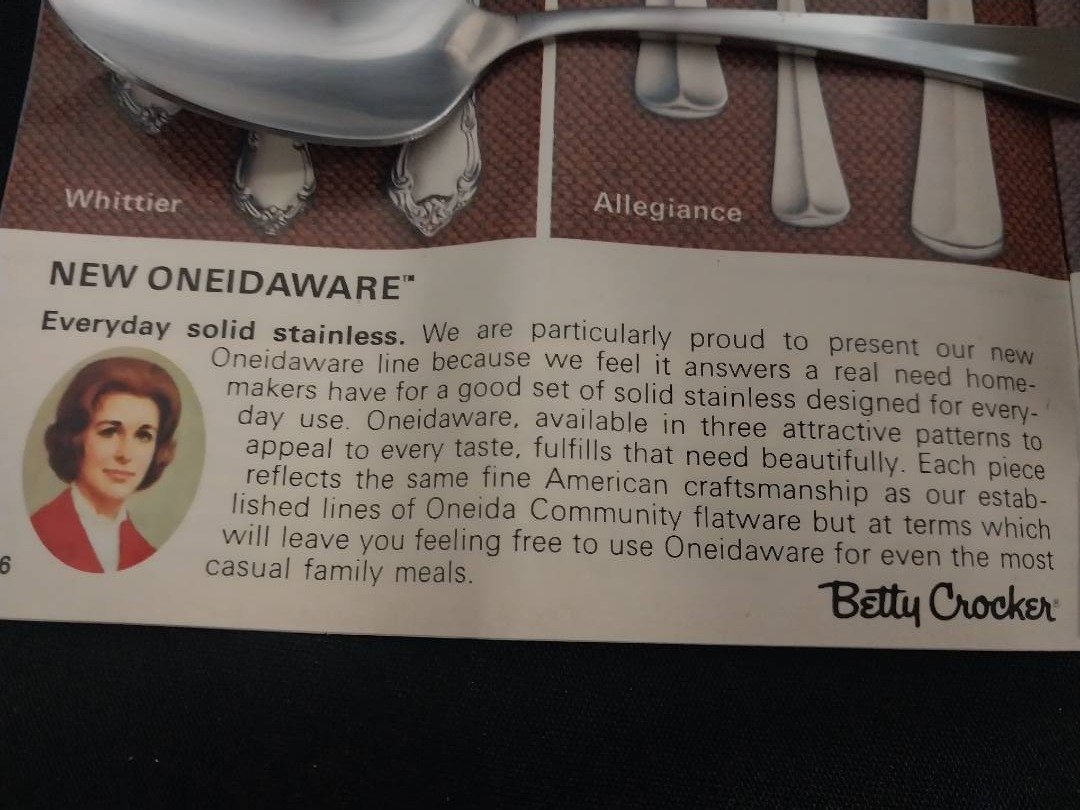 Whittier
Allegiance
NEW ONEIDAWARE™
Everyday solid stainless. We are particularly proud to present our new
Oneidaware line because we feel it answers a real need home-
makers have for a good set of solid stainless designed for every-
day use. Oneidaware, available in three attractive patterns to
appeal to every taste, fulfills that need beautifully. Each piece
reflects the same fine American craftsmanship as our estab-
lished lines of Oneida Community flatware but at terms which
will leave you feeling free to use Oneidaware for even the most
casual family meals.
6
Betty Crocker®